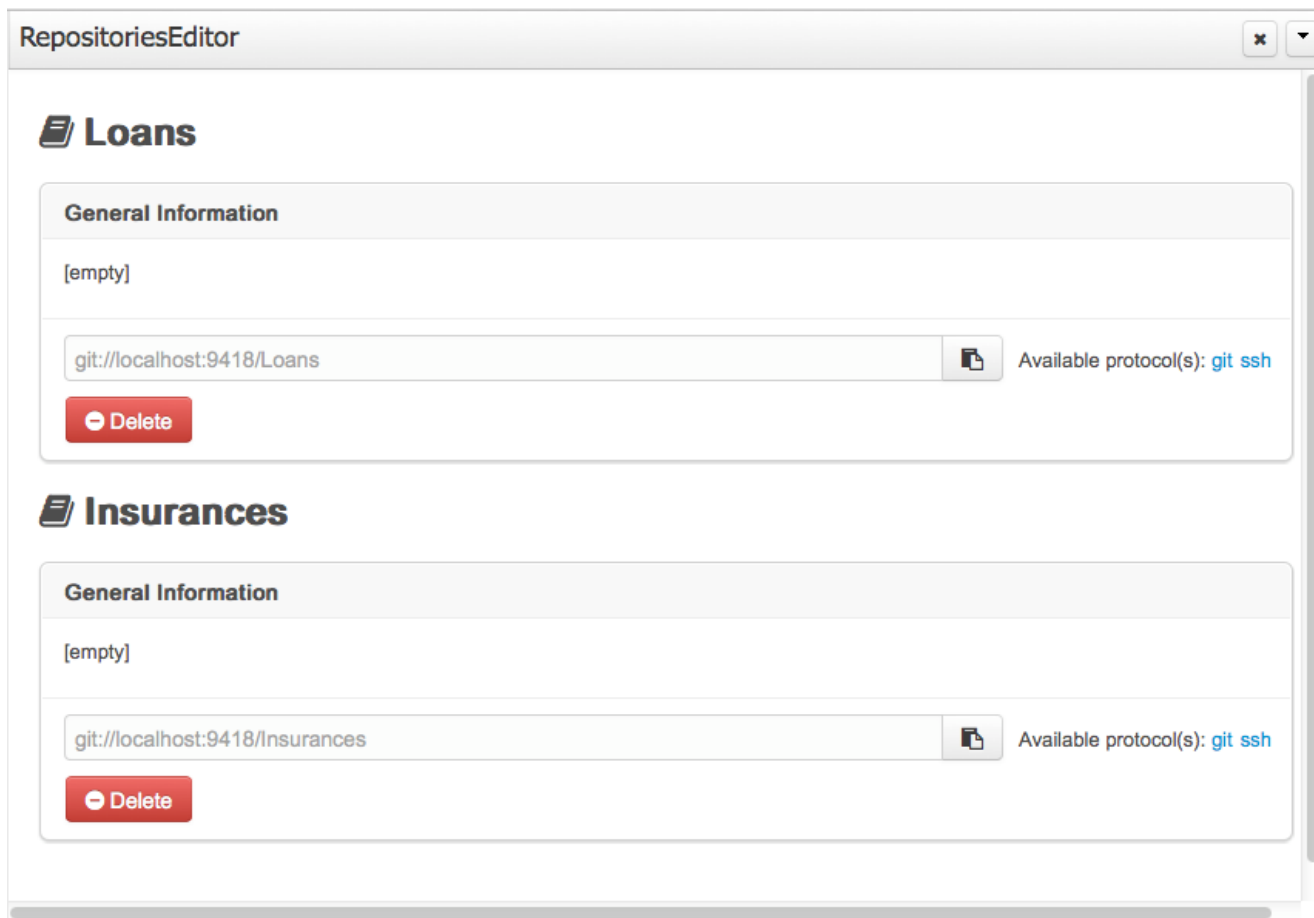 RepositoriesEditor
Loans
General Information
[empty]
git://localhost:9418/Loans Available protocol(s): git ssh
Delete
Insurances
General Information
[empty]
git://localhost:9418/Insurances Available protocol(s): git ssh
Delete